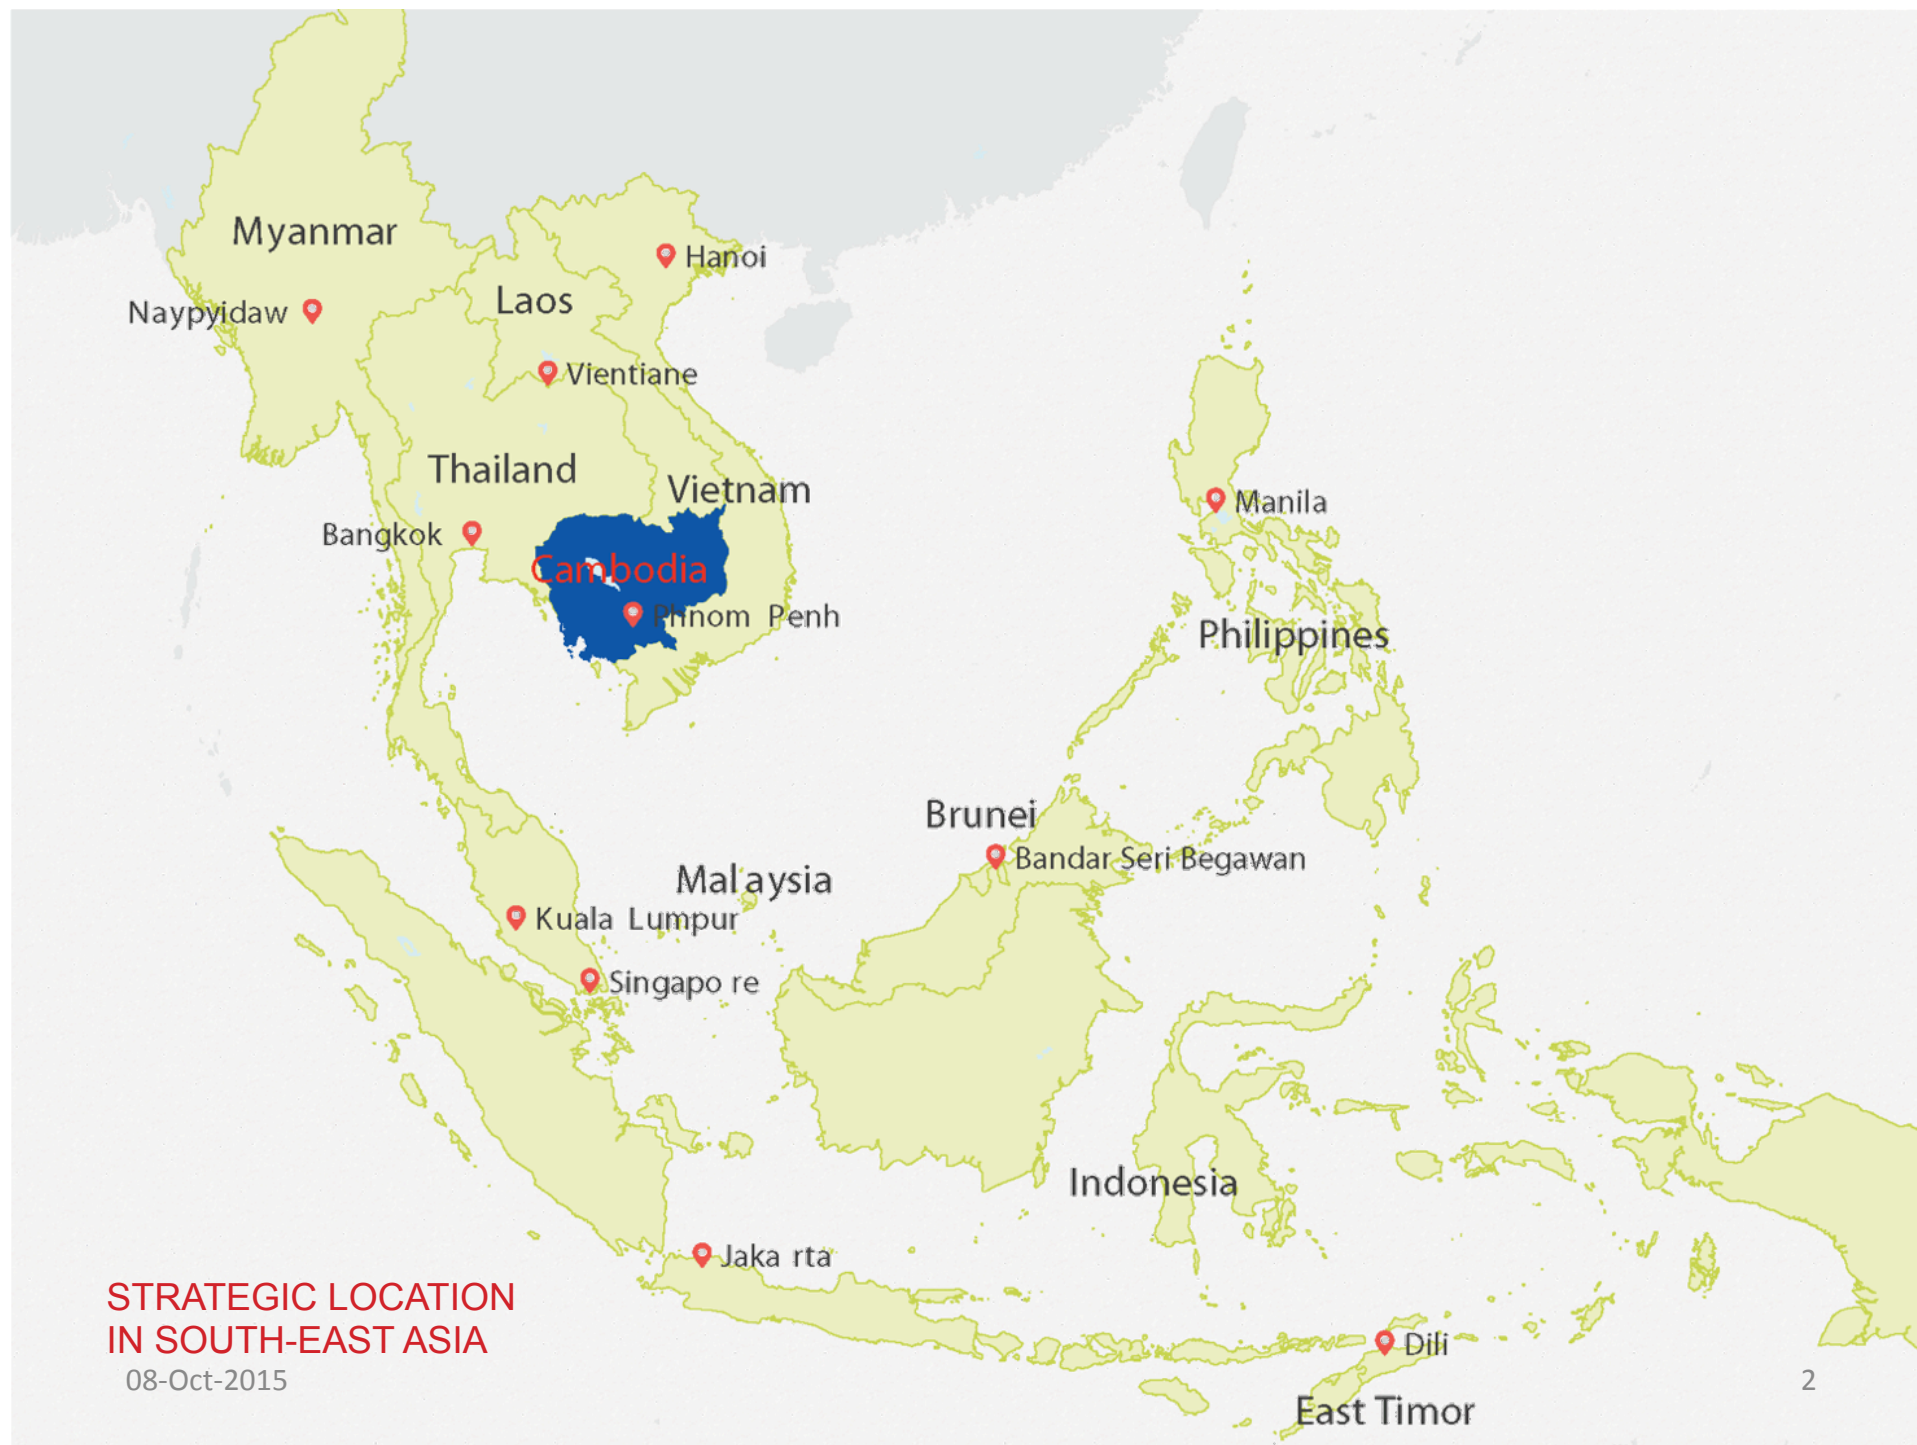 Myanmar
Hanoi
Laos
Naypyidaw
Vientiane
Thailand
Vietnam
Manila
Bangkok
Cambodia
Phnom Penh
Philippines
Brunei
Bandar Seri Begawan
Malaysia
Kuala Lumpur
Singapo re
Indonesia
Jaka rta
STRATEGIC LOCATION
IN SOUTH-EAST ASIA
Dili
08-Oct-2015
2
East Timor